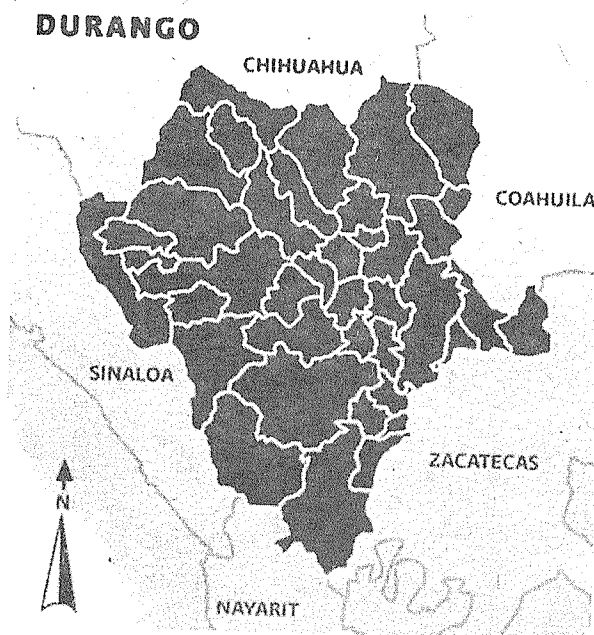 DURANGO
CHIHUAHUA
COAHUILA
SINALOA
ZACATECAS
N
NAYARIT